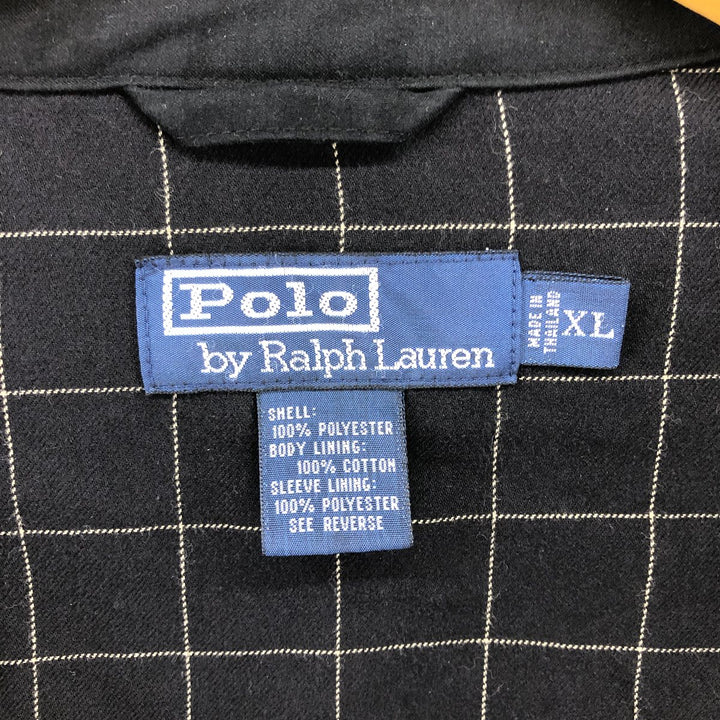 Polo
by Ralph Lauren
MADE IN
THAILAND
XL
SHELL:
100% POLYESTER
BODY LINING:
100% COTTON
SLEEVE LINING:
100% POLYESTER
SEE REVERSE